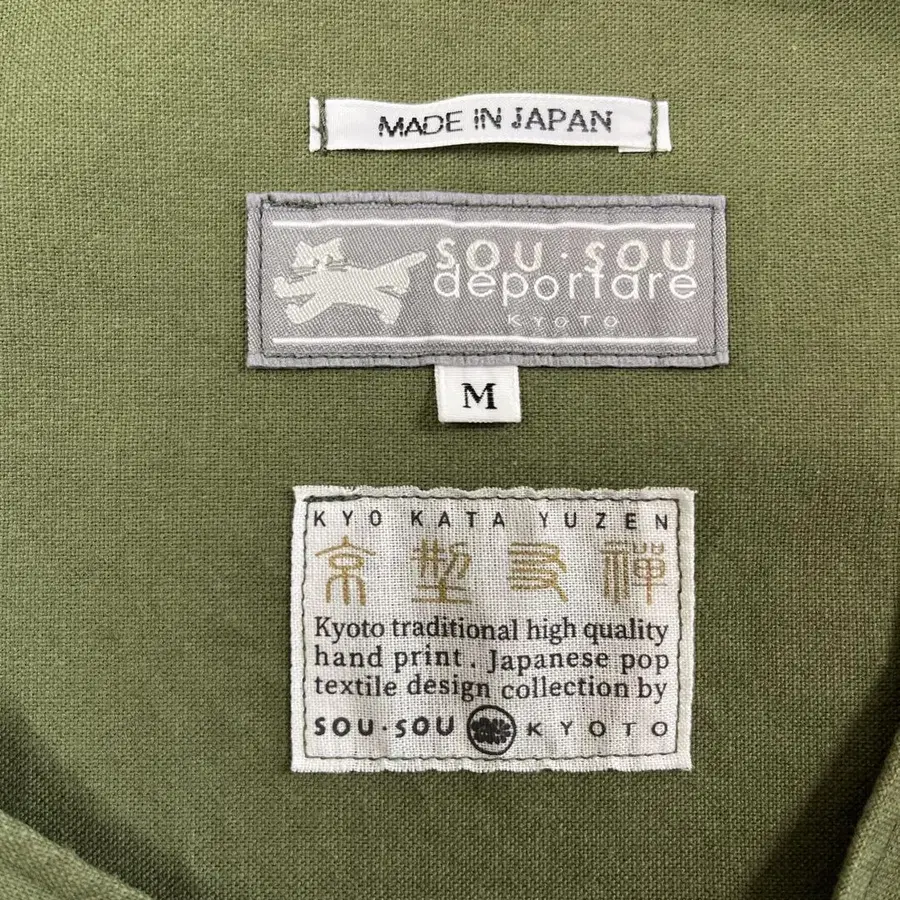 MADE IN JAPAN
SOU・SOU
deportare
KYOTO
M
KYO KATA YUZEN
京型友禅
Kyoto traditional high quality
hand print. Japanese pop
textile design collection by
SOU・SOU KYOTO